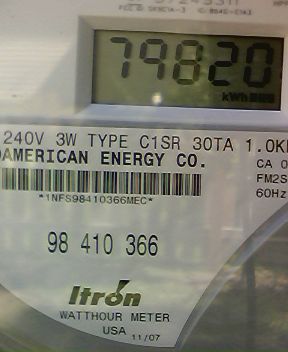 79820
kWh
240V 3W TYPE C1SR 30TA 1.0
AMERICAN ENERGY CO.
CA
FM2S
60Hz
*1NFS98410366MEC*
98 410 366
Itron
WATTHOUR METER
USA 11/07